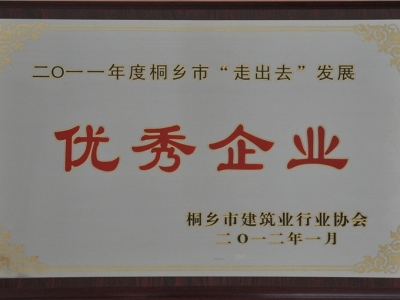 二〇一一年度桐乡市“走出去”发展
优秀企业
桐乡市建筑业行业协会
二〇一二年一月